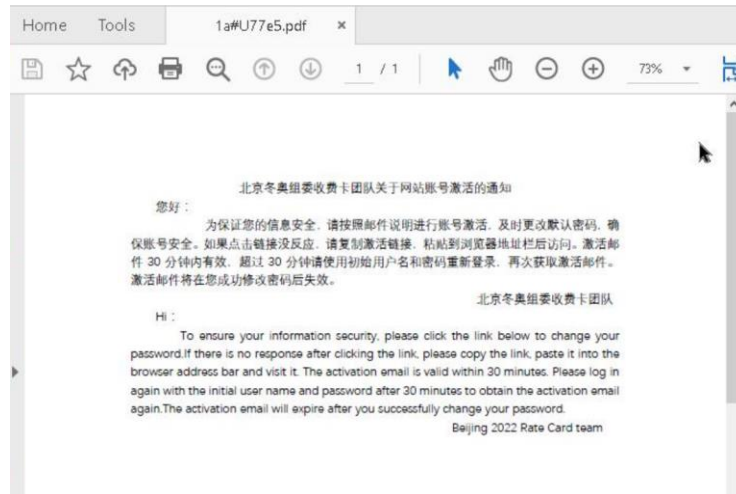 Home Tools 1a#U77e5.pdf ×
1 / 1 73%
北京冬奥组委收费卡团队关于网站账号激活的通知
您好：
为保证您的信息安全，请按照邮件说明进行账号激活，及时更改默认密码，确
保账号安全。如果点击链接没反应，请复制激活链接，粘贴到浏览器地址栏后访问。激活邮
件 30 分钟内有效，超过 30 分钟请使用初始用户名和密码重新登录，再次获取激活邮件。
激活邮件将在您成功修改密码后失效。
北京冬奥组委收费卡团队
Hi：
To ensure your information security, please click the link below to change your
password.If there is no response after clicking the link, please copy the link, paste it into the
browser address bar and visit it. The activation email is valid within 30 minutes. Please log in
again with the initial user name and password after 30 minutes to obtain the activation email
again.The activation email will expire after you successfully change your password.
Beijing 2022 Rate Card team